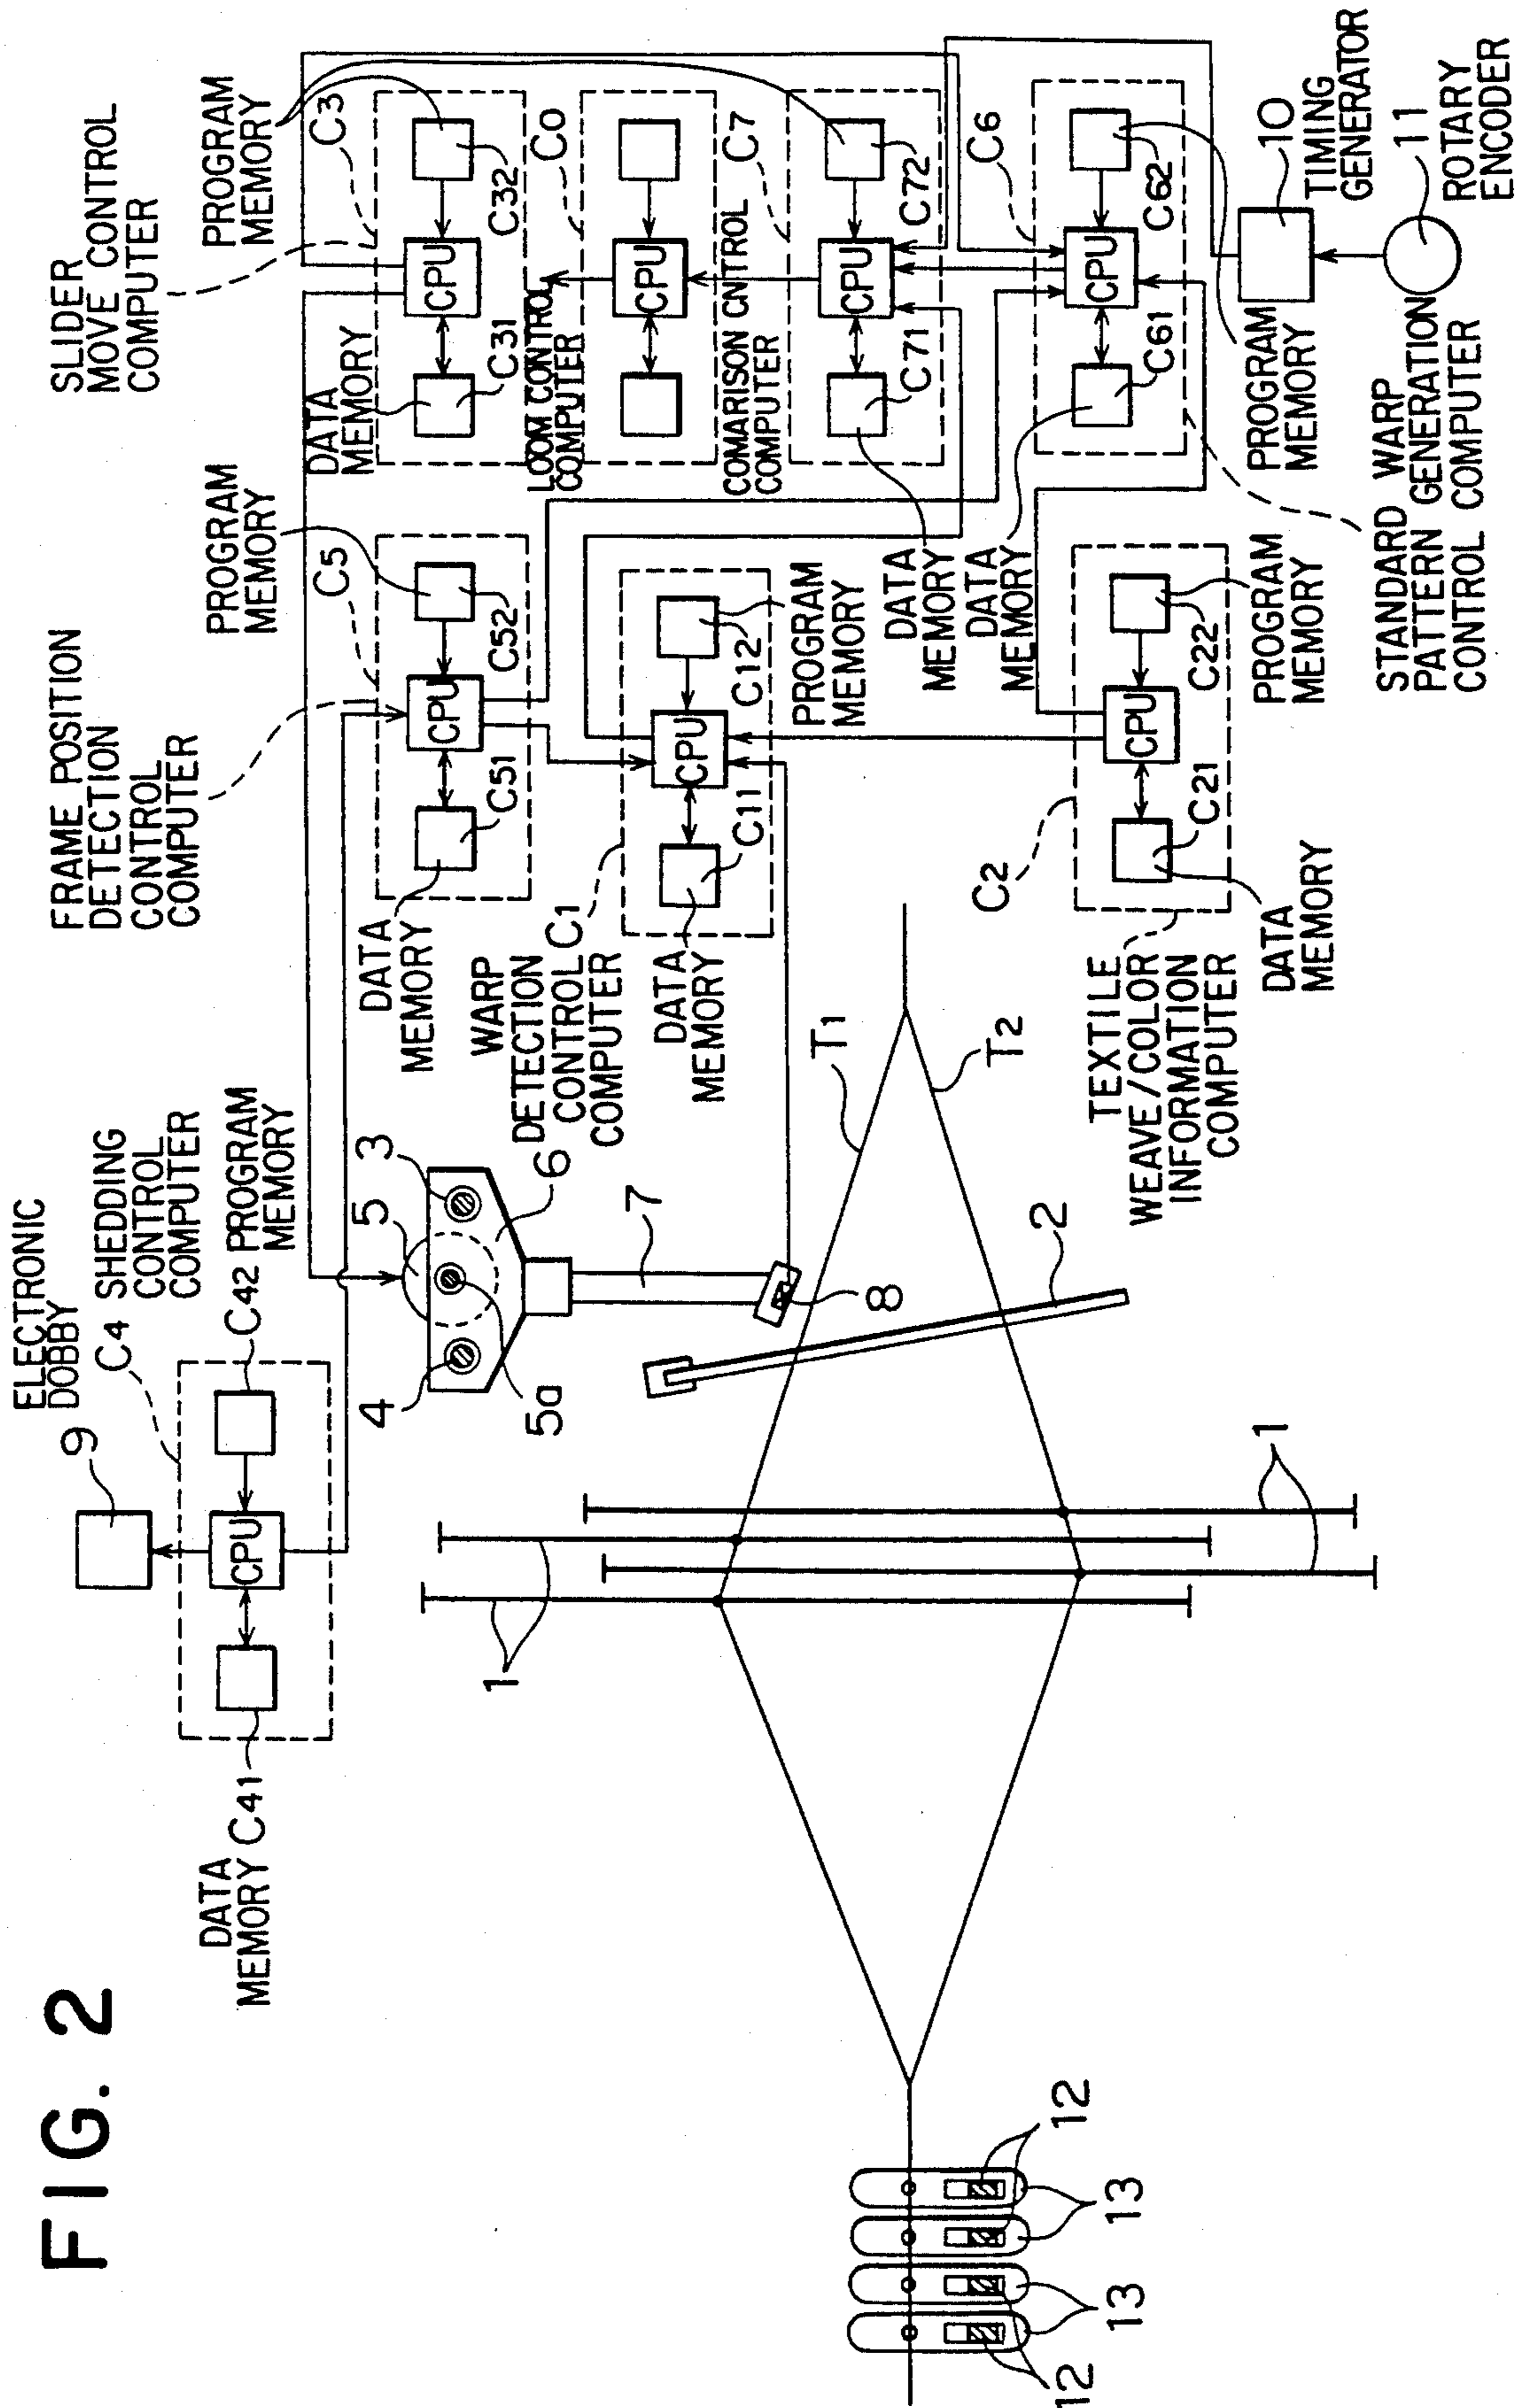 FIG. 2
ELECTRONIC
DOBBY
9
SHEDDING
CONTROL
COMPUTER
C4
C42
PROGRAM
MEMORY
CPU
DATA
MEMORY
C41
FRAME POSITION
DETECTION
CONTROL
COMPUTER
PROGRAM
MEMORY
C5
CPU
C52
C51
DATA
MEMORY
SLIDER
MOVE CONTROL
COMPUTER
PROGRAM
MEMORY
C3
CPU
C32
C31
DATA
MEMORY
LOOM CONTROL
COMPUTER
C0
CPU
COMARISON CNTROL
COMPUTER
C7
CPU
C72
C71
DATA
MEMORY
C6
CPU
C62
C61
DATA
MEMORY
PROGRAM
MEMORY
10
TIMING
GENERATOR
11
ROTARY
ENCODER
STANDARD WARP
PATTERN GENERATION
CONTROL COMPUTER
WARP
DETECTION
CONTROL
COMPUTER
C1
CPU
C12
C11
PROGRAM
MEMORY
DATA
MEMORY
C2
CPU
C22
C21
PROGRAM
MEMORY
DATA
MEMORY
TEXTILE
WEAVE/COLOR
INFORMATION
COMPUTER
3
5
4
5a
6
7
8
T1
T2
2
1
1
1
12
13
13
12